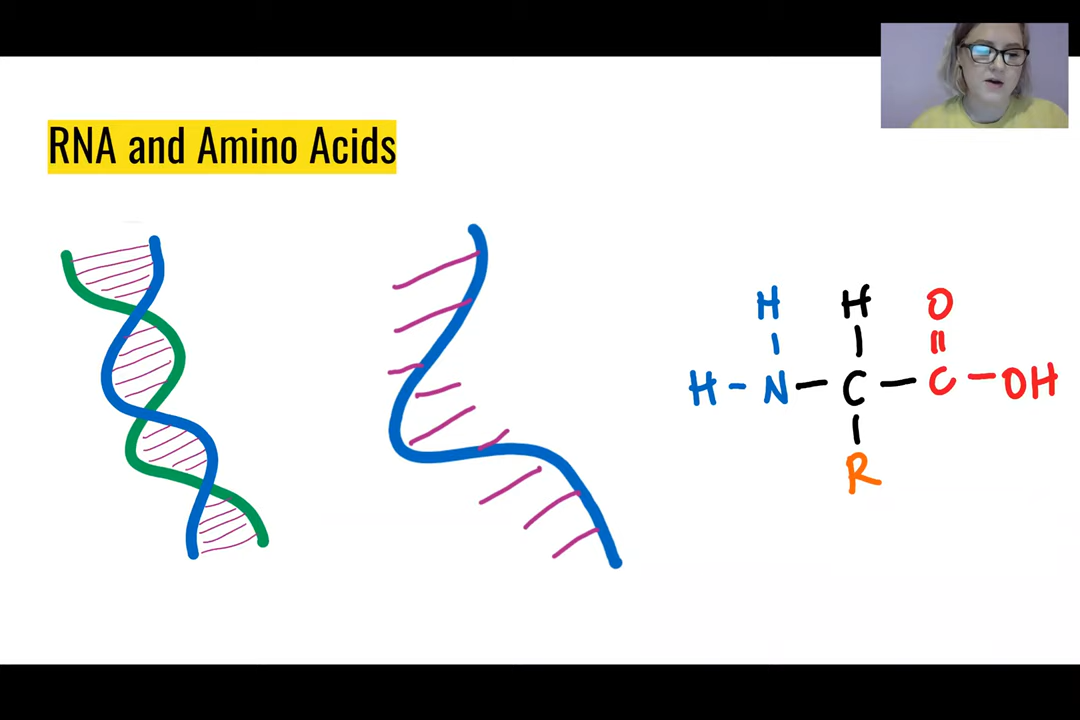 RNA and Amino Acids
H H O
H - N - C - C - OH
R